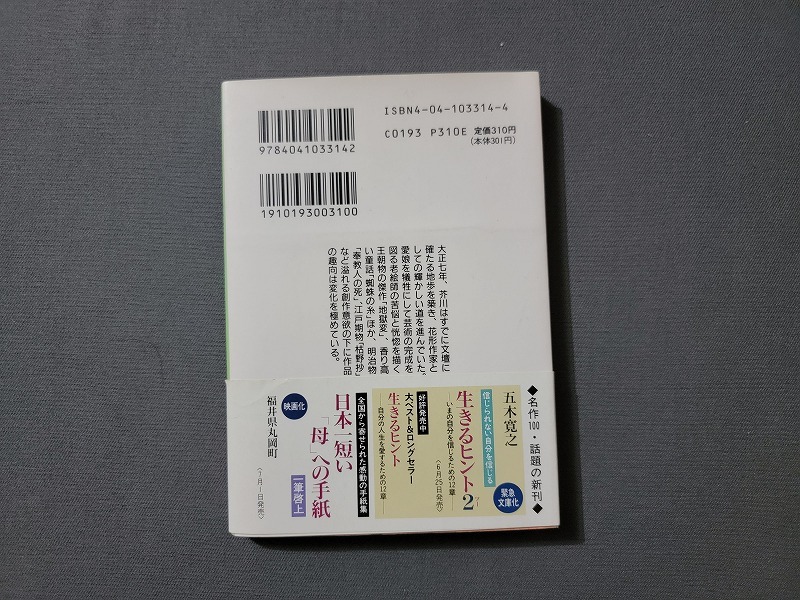 ISBN4-04-103314-4
C0193 P310E 定価310円
(本体301円)
9784041033142
1910193003100
大正七年、芥川はすでに文壇に
確たる地歩を築き、花形作家と
しての輝かしい道を進んでいた。
愛娘を犠牲にして芸術の完成を
図る老絵師の苦悩と恍惚を描く
王朝物の傑作「地獄変」、香り高
い童話「蜘蛛の糸」ほか、明治物
「奉教人の死」、江戸期物「枯野抄」
など溢れる創作意欲の下に作品
の趣向は変化を極めている。
◆名作100・話題の新刊◆
緊急
文庫化
五木寛之
信じられない自分を信じる
生きるヒント2
ツー
―いまの自分を信じるための12章―
〈6月25日発売〉
好評発売中
大ベスト&ロングセラー
生きるヒント
―自分の人生を愛するための12章―
全国から寄せられた感動の手紙集
日本一短い
「母」への手紙
一筆啓上
映画化
福井県丸岡町
〈7月1日発売〉